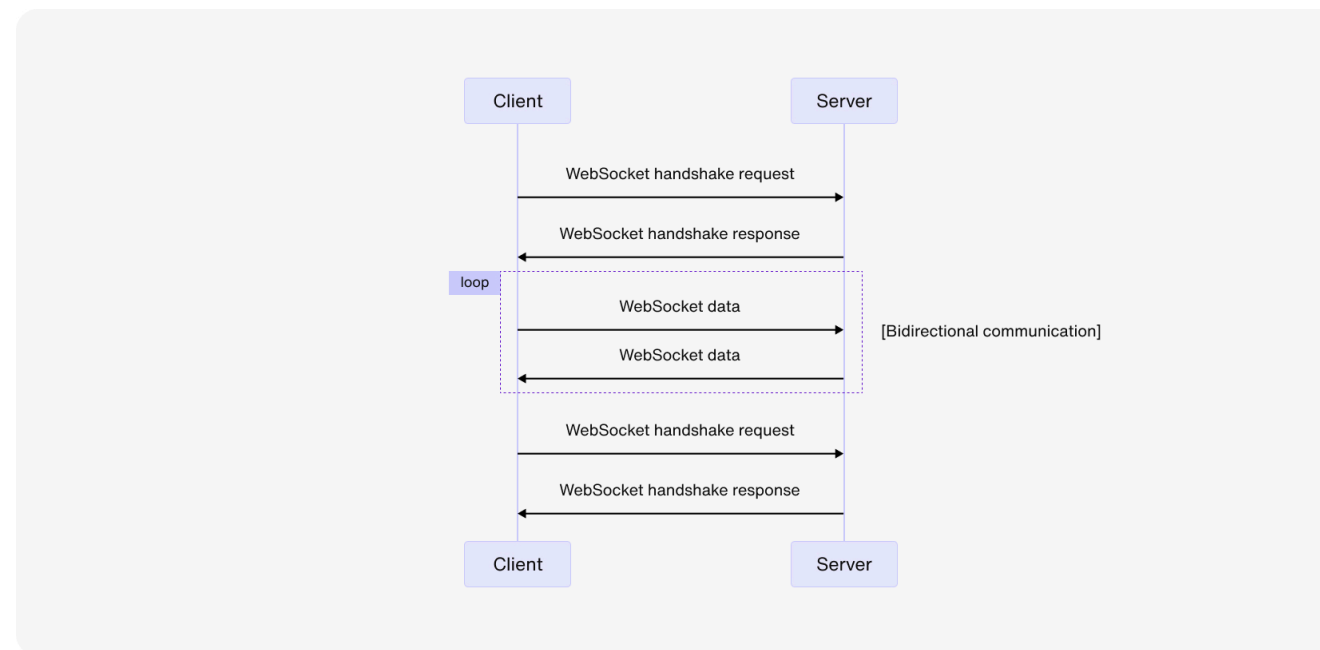 Client
Server
WebSocket handshake request
WebSocket handshake response
loop
WebSocket data
[Bidirectional communication]
WebSocket data
WebSocket handshake request
WebSocket handshake response
Client
Server